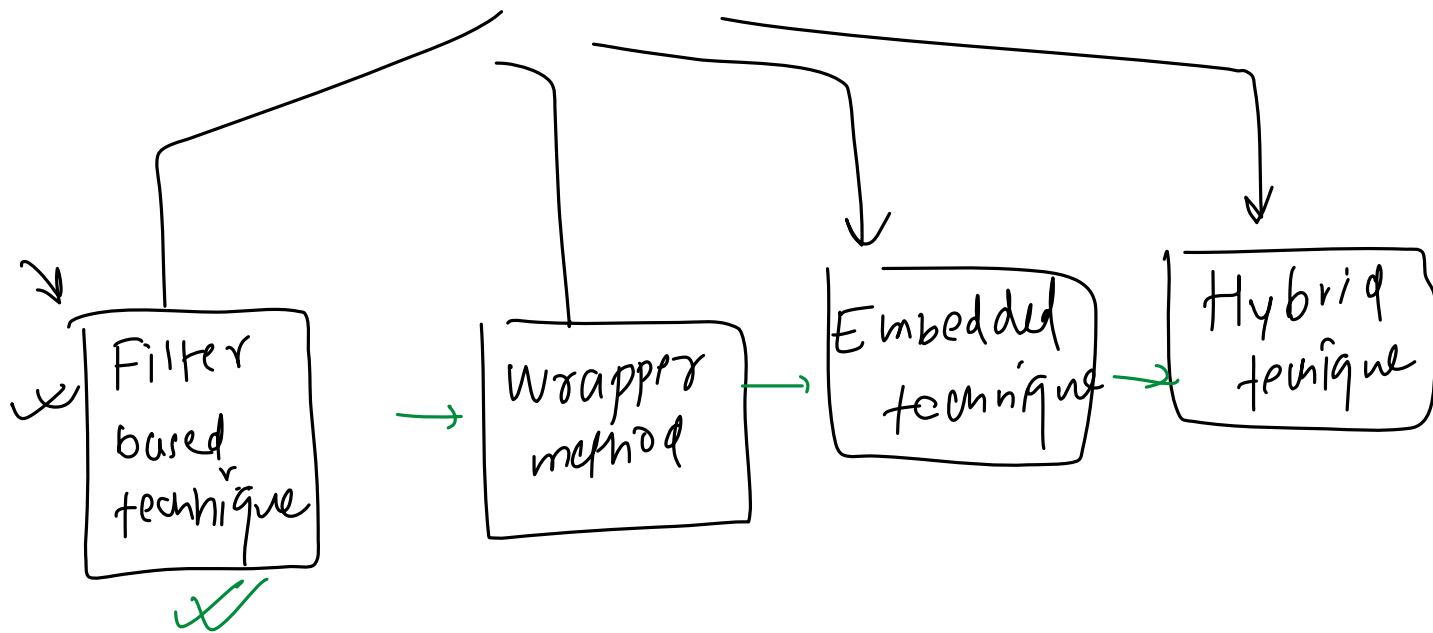 Filter
based
technique
Wrapper
method
Embedded
technique
Hybrid
tecnique